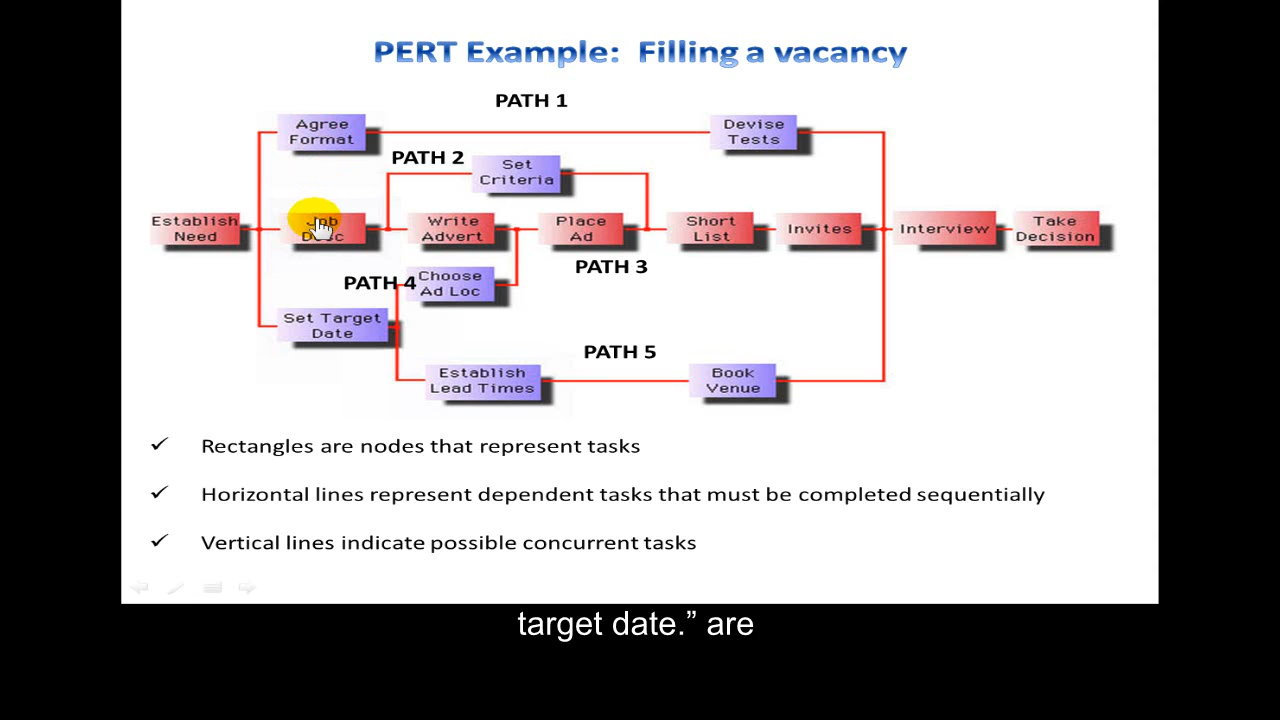 PERT Example: Filling a vacancy
PATH 1
Agree
Format
Devise
Tests
PATH 2
Set
Criteria
Establish
Need
Job
Desc
Write
Advert
Place
Ad
Short
List
Invites
Interview
Take
Decision
PATH 3
PATH 4
Choose
Ad Loc
Set Target
Date
PATH 5
Establish
Lead Times
Book
Venue
✓ Rectangles are nodes that represent tasks
✓ Horizontal lines represent dependent tasks that must be completed sequentially
✓ Vertical lines indicate possible concurrent tasks
target date.” are